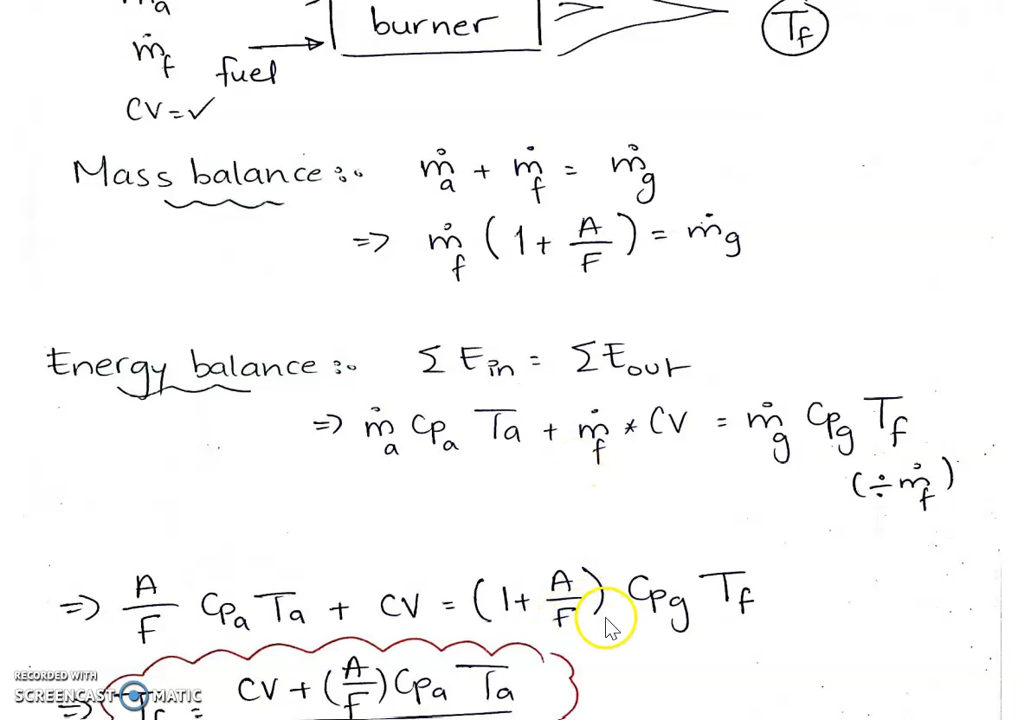 ṁa
burner
Tf
ṁf fuel
CV = ✓
Mass balance :. ṁa + ṁf = ṁg
=> ṁf ( 1 + A/F ) = ṁg
Energy balance :. Σ Ein = Σ Eout
=> ṁa Cpa Ta + ṁf * CV = ṁg Cpg Tf
(÷ ṁf)
=> A/F Cpa Ta + CV = (1 + A/F) Cpg Tf
RECORDED WITH
SCREENCAST-O-MATIC
=> Tf = CV + (A/F) Cpa Ta